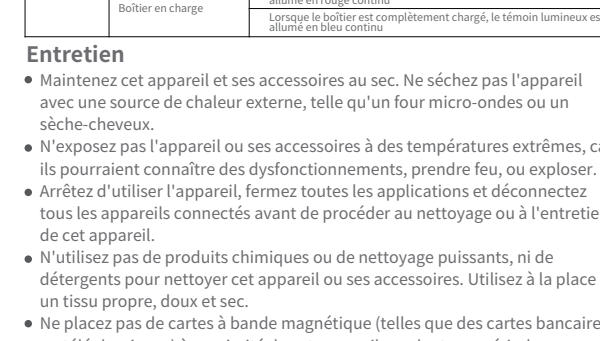 Boîtier en charge
allumé en rouge continu
Lorsque le boîtier est complètement chargé, le témoin lumineux es
allumé en bleu continu
Entretien
● Maintenez cet appareil et ses accessoires au sec. Ne séchez pas l'appareil
avec une source de chaleur externe, telle qu'un four micro-ondes ou un
sèche-cheveux.
● N'exposez pas l'appareil ou ses accessoires à des températures extrêmes, ca
ils pourraient connaître des dysfonctionnements, prendre feu, ou exploser.
● Arrêtez d'utiliser l'appareil, fermez toutes les applications et déconnectez
tous les appareils connectés avant de procéder au nettoyage ou à l'entretie
de cet appareil.
● N'utilisez pas de produits chimiques ou de nettoyage puissants, ni de
détergents pour nettoyer cet appareil ou ses accessoires. Utilisez à la place
un tissu propre, doux et sec.
● Ne placez pas de cartes à bande magnétique (telles que des cartes bancaire